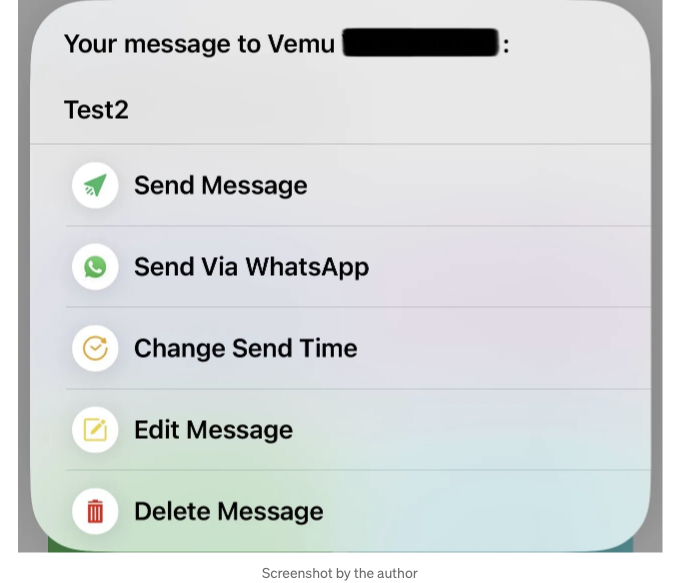 Your message to Vemu :
Test2
Send Message
Send Via WhatsApp
Change Send Time
Edit Message
Delete Message
Screenshot by the author